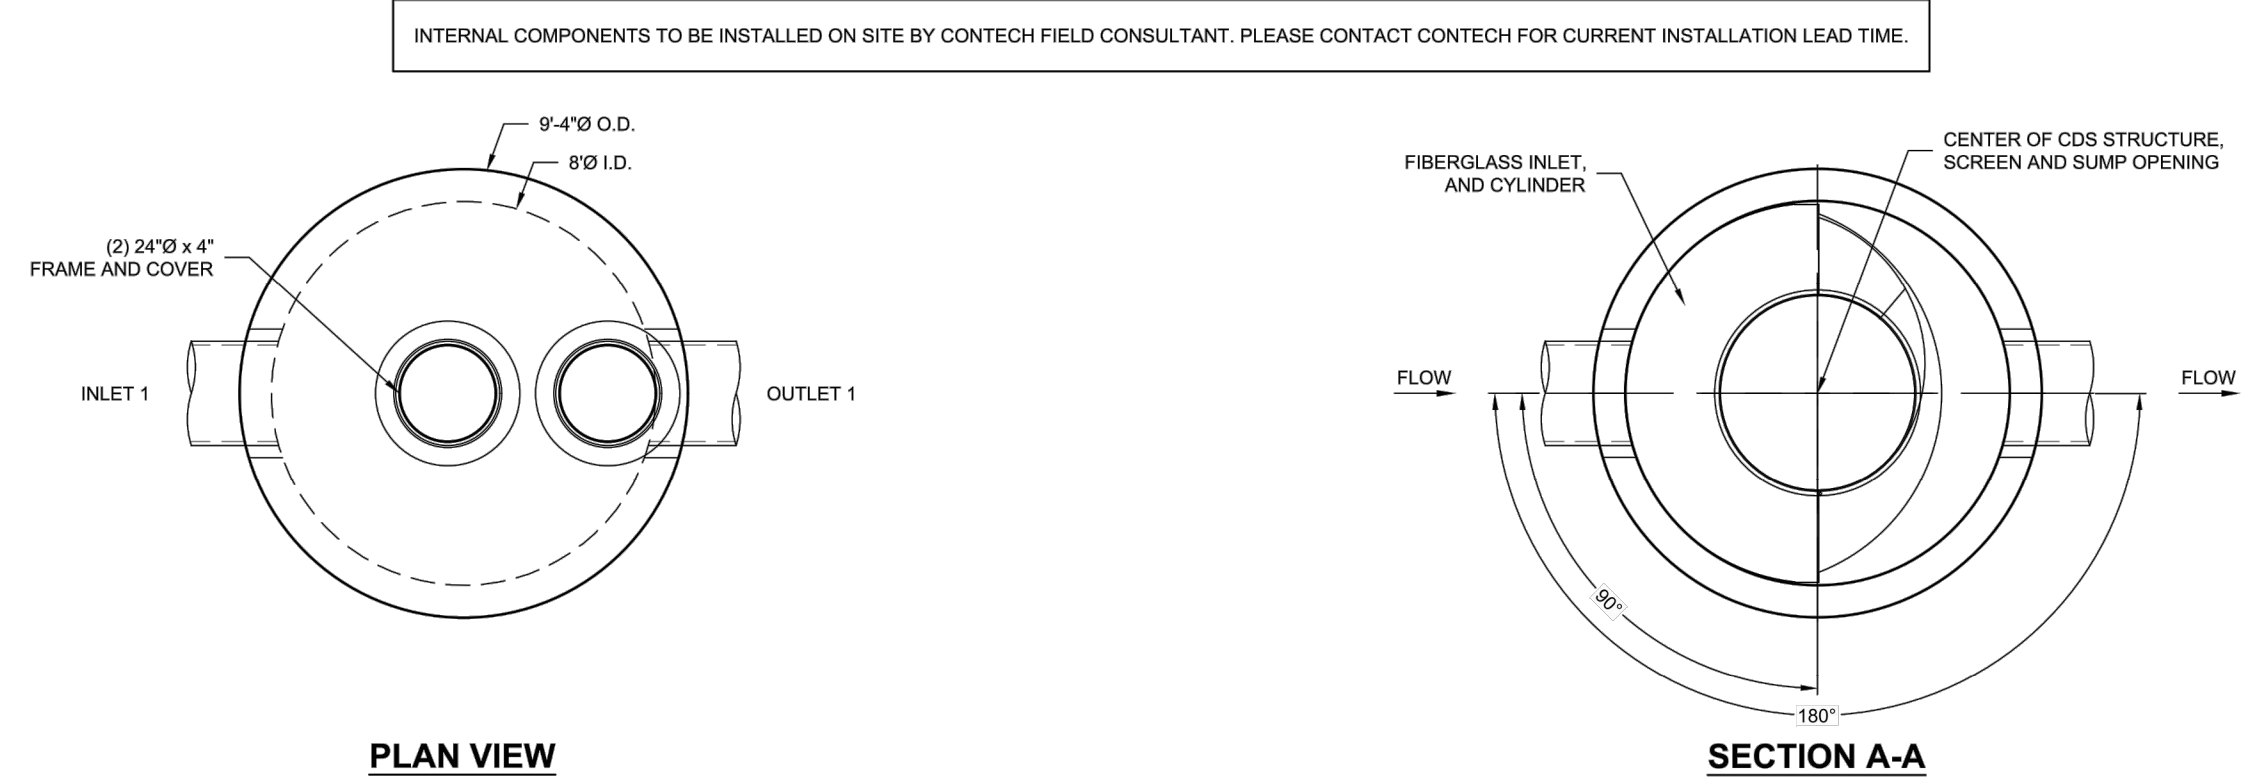 INTERNAL COMPONENTS TO BE INSTALLED ON SITE BY CONTECH FIELD CONSULTANT. PLEASE CONTACT CONTECH FOR CURRENT INSTALLATION LEAD TIME.
9'-4"Ø O.D.
8'Ø I.D.
(2) 24"Ø x 4"
FRAME AND COVER
INLET 1
OUTLET 1
PLAN VIEW
FIBERGLASS INLET,
AND CYLINDER
CENTER OF CDS STRUCTURE,
SCREEN AND SUMP OPENING
FLOW
FLOW
90°
180°
SECTION A-A